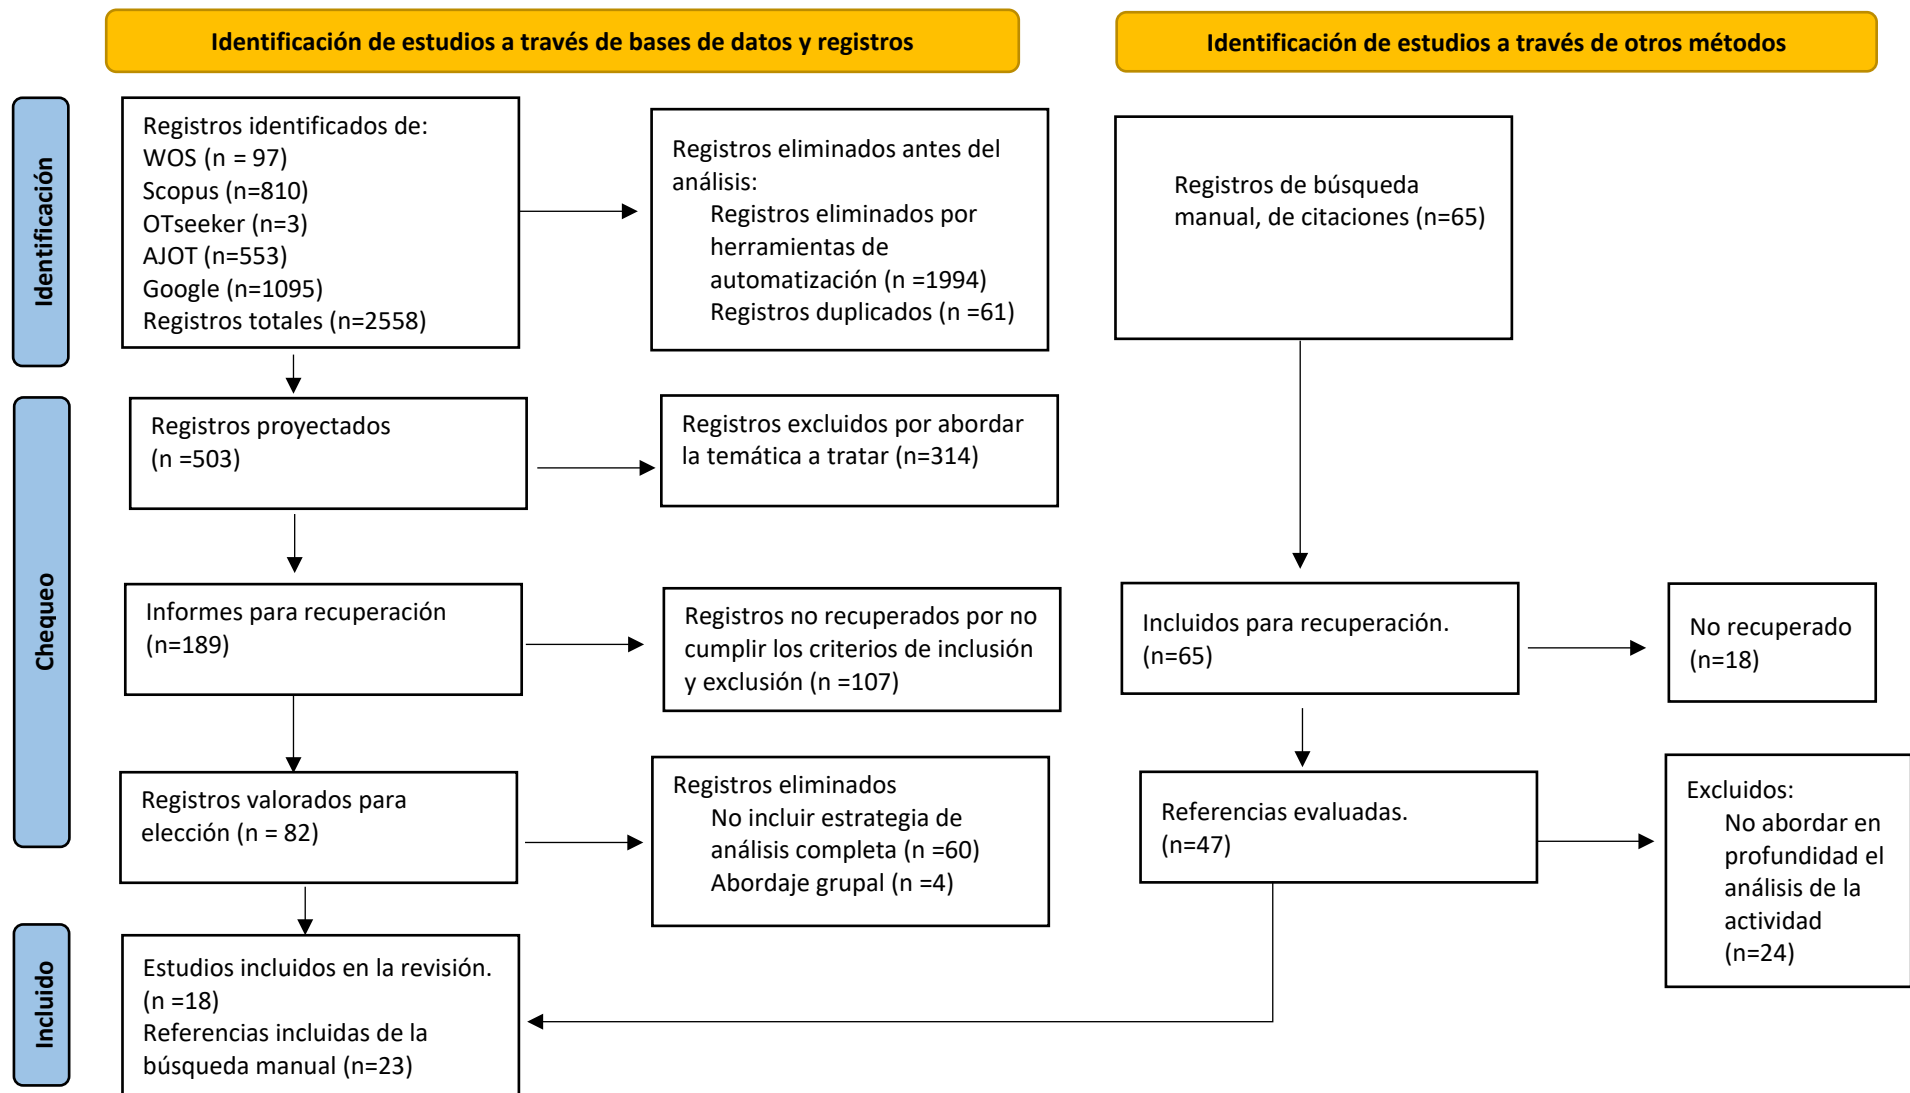 Identificación de estudios a través de bases de datos y registros
Identificación de estudios a través de otros métodos
Identificación
Registros identificados de:
WOS (n = 97)
Scopus (n=810)
OTseeker (n=3)
AJOT (n=553)
Google (n=1095)
Registros totales (n=2558)
Registros eliminados antes del
análisis:
Registros eliminados por
herramientas de
automatización (n =1994)
Registros duplicados (n =61)
Registros de búsqueda
manual, de citaciones (n=65)
Chequeo
Registros proyectados
(n =503)
Registros excluidos por abordar
la temática a tratar (n=314)
Informes para recuperación
(n=189)
Registros no recuperados por no
cumplir los criterios de inclusión
y exclusión (n =107)
Incluidos para recuperación.
(n=65)
No recuperado
(n=18)
Registros valorados para
elección (n = 82)
Registros eliminados
No incluir estrategia de
análisis completa (n =60)
Abordaje grupal (n =4)
Referencias evaluadas.
(n=47)
Excluidos:
No abordar en
profundidad el
análisis de la
actividad
(n=24)
Incluido
Estudios incluidos en la revisión.
(n =18)
Referencias incluidas de la
búsqueda manual (n=23)